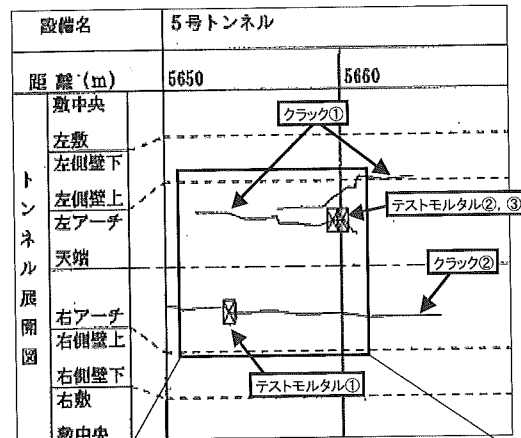 設備名 5号トンネル
距離(m) 5650 5660
敷中央
クラック①
左敷
左側壁下
左側壁上
テストモルタル②,③
左アーチ
天端
クラック②
右アーチ
右側壁上
右側壁下
テストモルタル①
右敷
敷中央
トンネル展開図